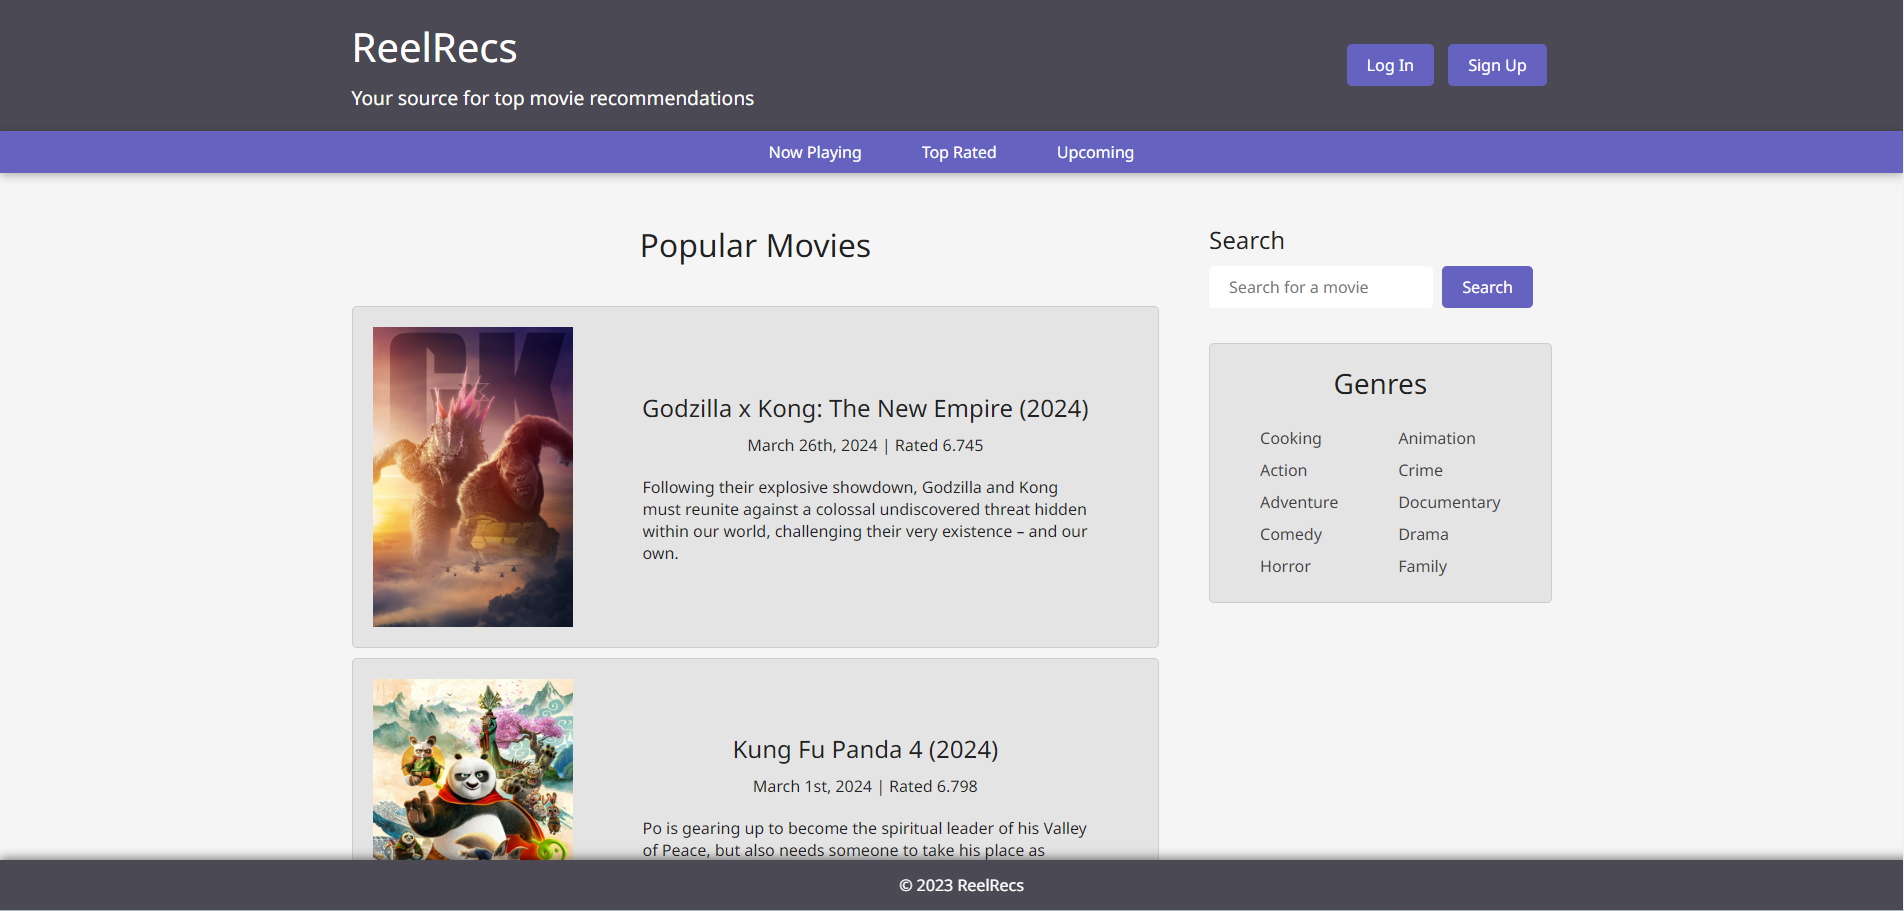 ReelRecs
Your source for top movie recommendations
Log In
Sign Up
Now Playing
Top Rated
Upcoming
Popular Movies
GK
Godzilla x Kong: The New Empire (2024)
March 26th, 2024 | Rated 6.745
Following their explosive showdown, Godzilla and Kong
must reunite against a colossal undiscovered threat hidden
within our world, challenging their very existence – and our
own.
Kung Fu Panda 4 (2024)
March 1st, 2024 | Rated 6.798
Po is gearing up to become the spiritual leader of his Valley
of Peace, but also needs someone to take his place as
Search
Search for a movie
Search
Genres
Cooking
Action
Adventure
Comedy
Horror
Animation
Crime
Documentary
Drama
Family
© 2023 ReelRecs